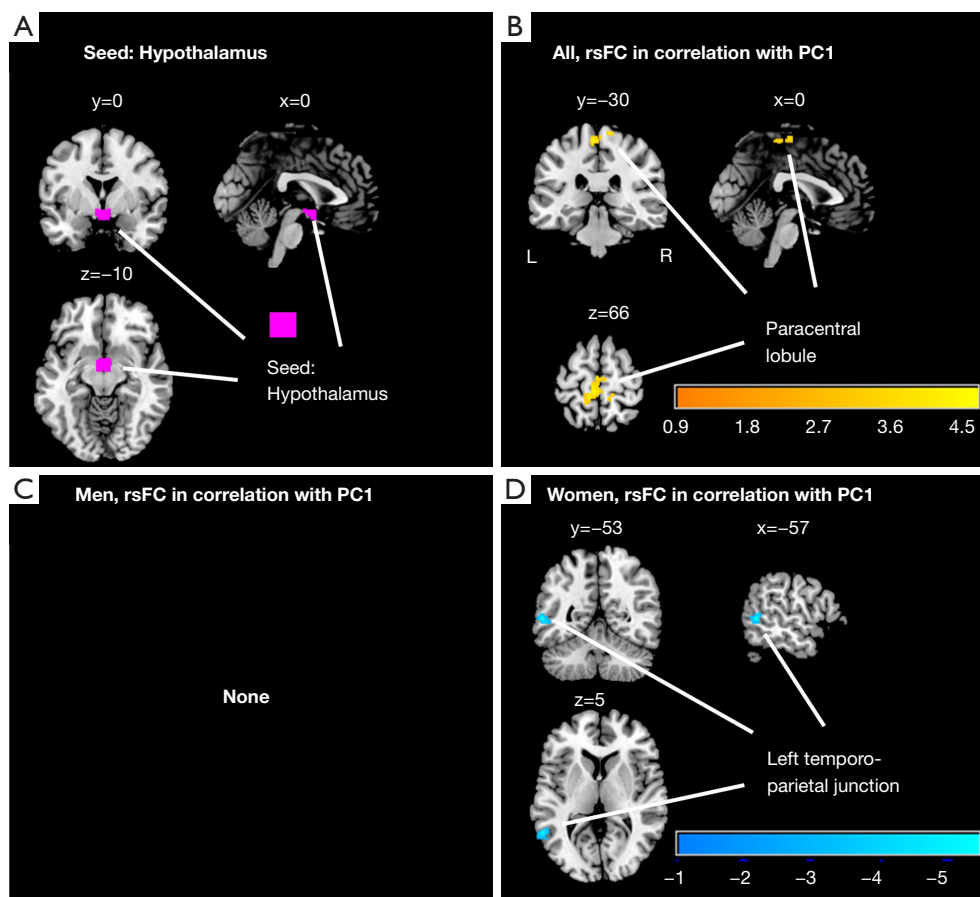 A
Seed: Hypothalamus
y=0
x=0
z=−10
Seed:
Hypothalamus
B
All, rsFC in correlation with PC1
y=−30
x=0
L
R
z=66
Paracentral
lobule
0.9 1.8 2.7 3.6 4.5
C
Men, rsFC in correlation with PC1
None
D
Women, rsFC in correlation with PC1
y=−53
x=−57
z=5
Left temporo-
parietal junction
−1 −2 −3 −4 −5